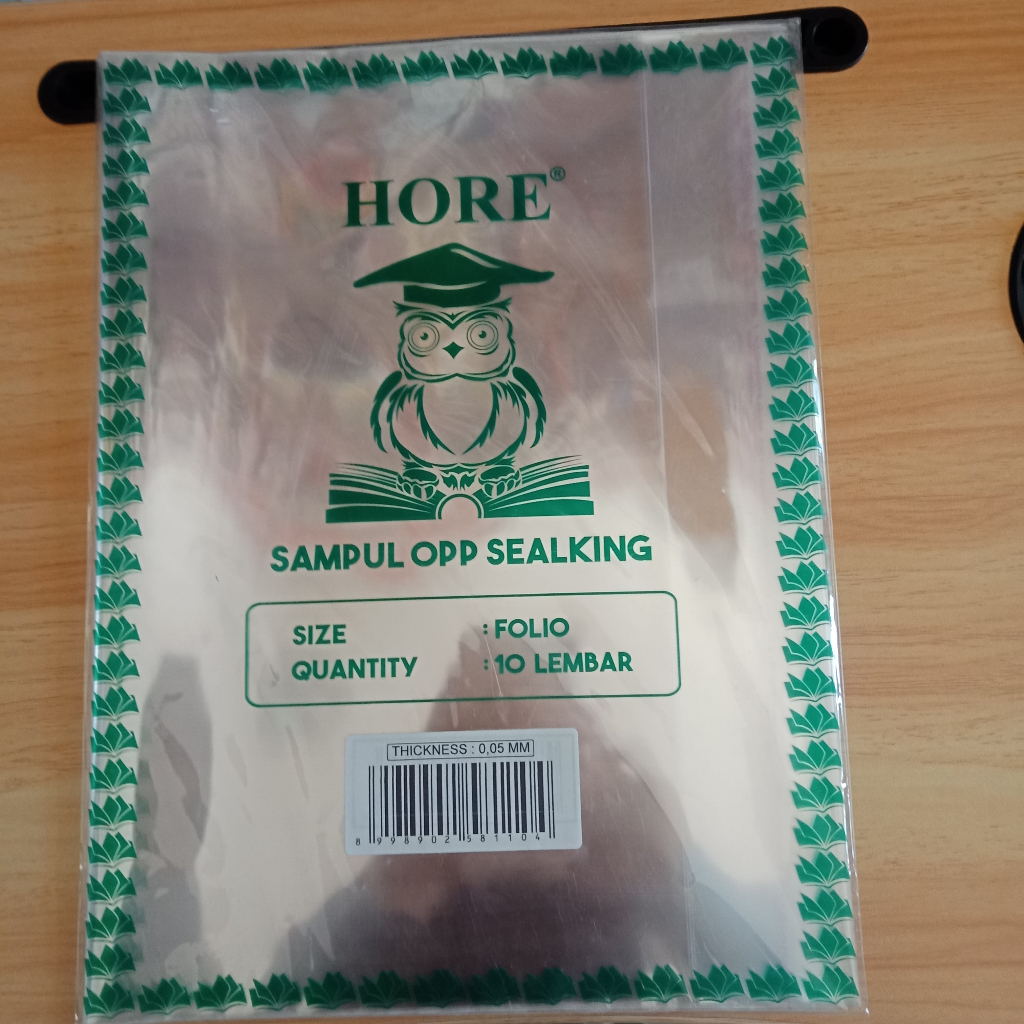 HORE®
SAMPUL OPP SEALKING
SIZE : FOLIO
QUANTITY : 10 LEMBAR
THICKNESS : 0,05 MM
8 998902 581104